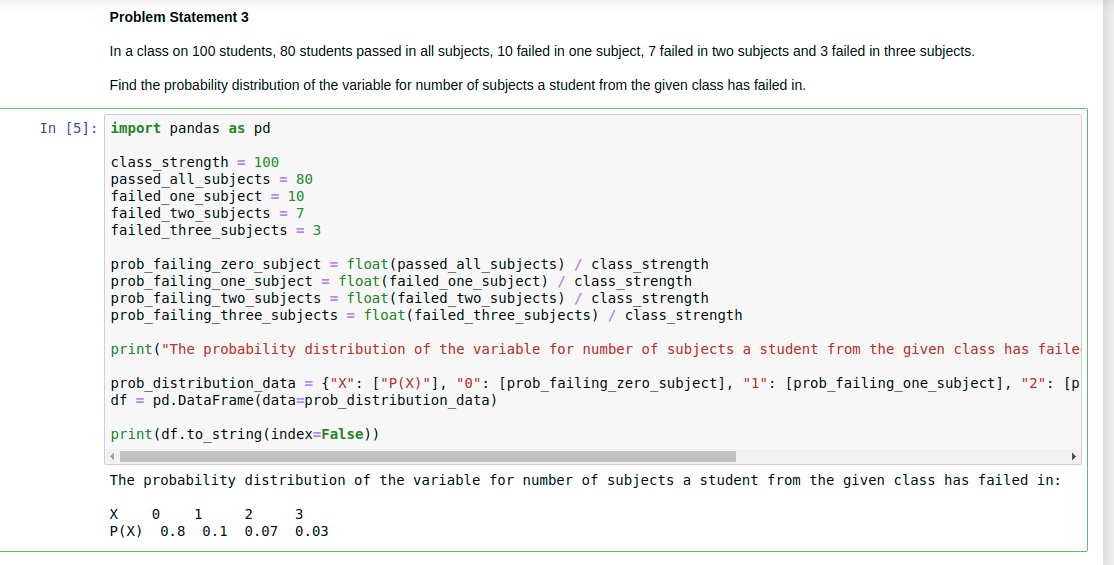 Problem Statement 3
In a class on 100 students, 80 students passed in all subjects, 10 failed in one subject, 7 failed in two subjects and 3 failed in three subjects.
Find the probability distribution of the variable for number of subjects a student from the given class has failed in.
In [5]: import pandas as pd
class_strength = 100
passed_all_subjects = 80
failed_one_subject = 10
failed_two_subjects = 7
failed_three_subjects = 3
prob_failing_zero_subject = float(passed_all_subjects) / class_strength
prob_failing_one_subject = float(failed_one_subject) / class_strength
prob_failing_two_subjects = float(failed_two_subjects) / class_strength
prob_failing_three_subjects = float(failed_three_subjects) / class_strength
print("The probability distribution of the variable for number of subjects a student from the given class has faile
prob_distribution_data = {"X": ["P(X)"], "0": [prob_failing_zero_subject], "1": [prob_failing_one_subject], "2": [p
df = pd.DataFrame(data=prob_distribution_data)
print(df.to_string(index=False))
The probability distribution of the variable for number of subjects a student from the given class has failed in:
X    0    1     2     3
P(X)  0.8  0.1  0.07  0.03